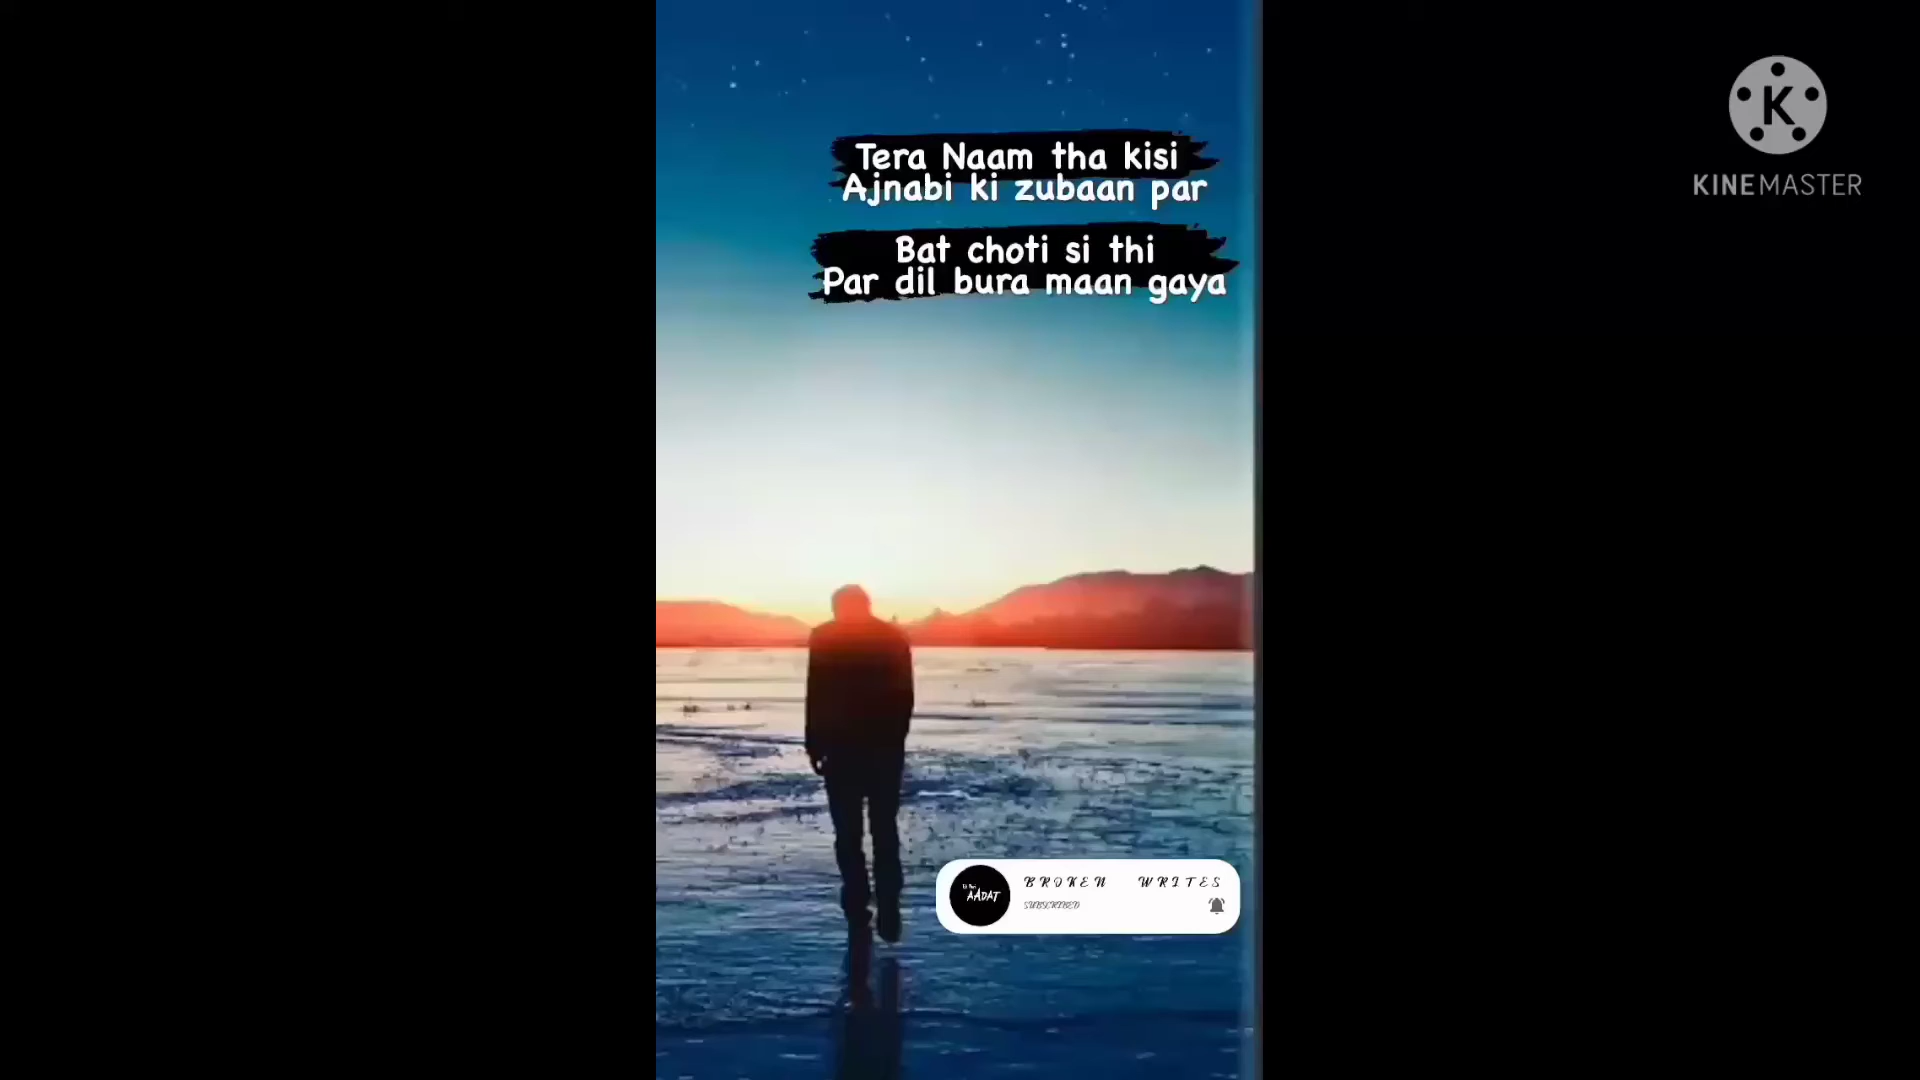 Tera Naam tha kisi
Ajnabi ki zubaan par
Bat choti si thi
Par dil bura maan gaya
K
KINEMASTER
AADAT
BROKEN WRITES
SUBSCRIBED